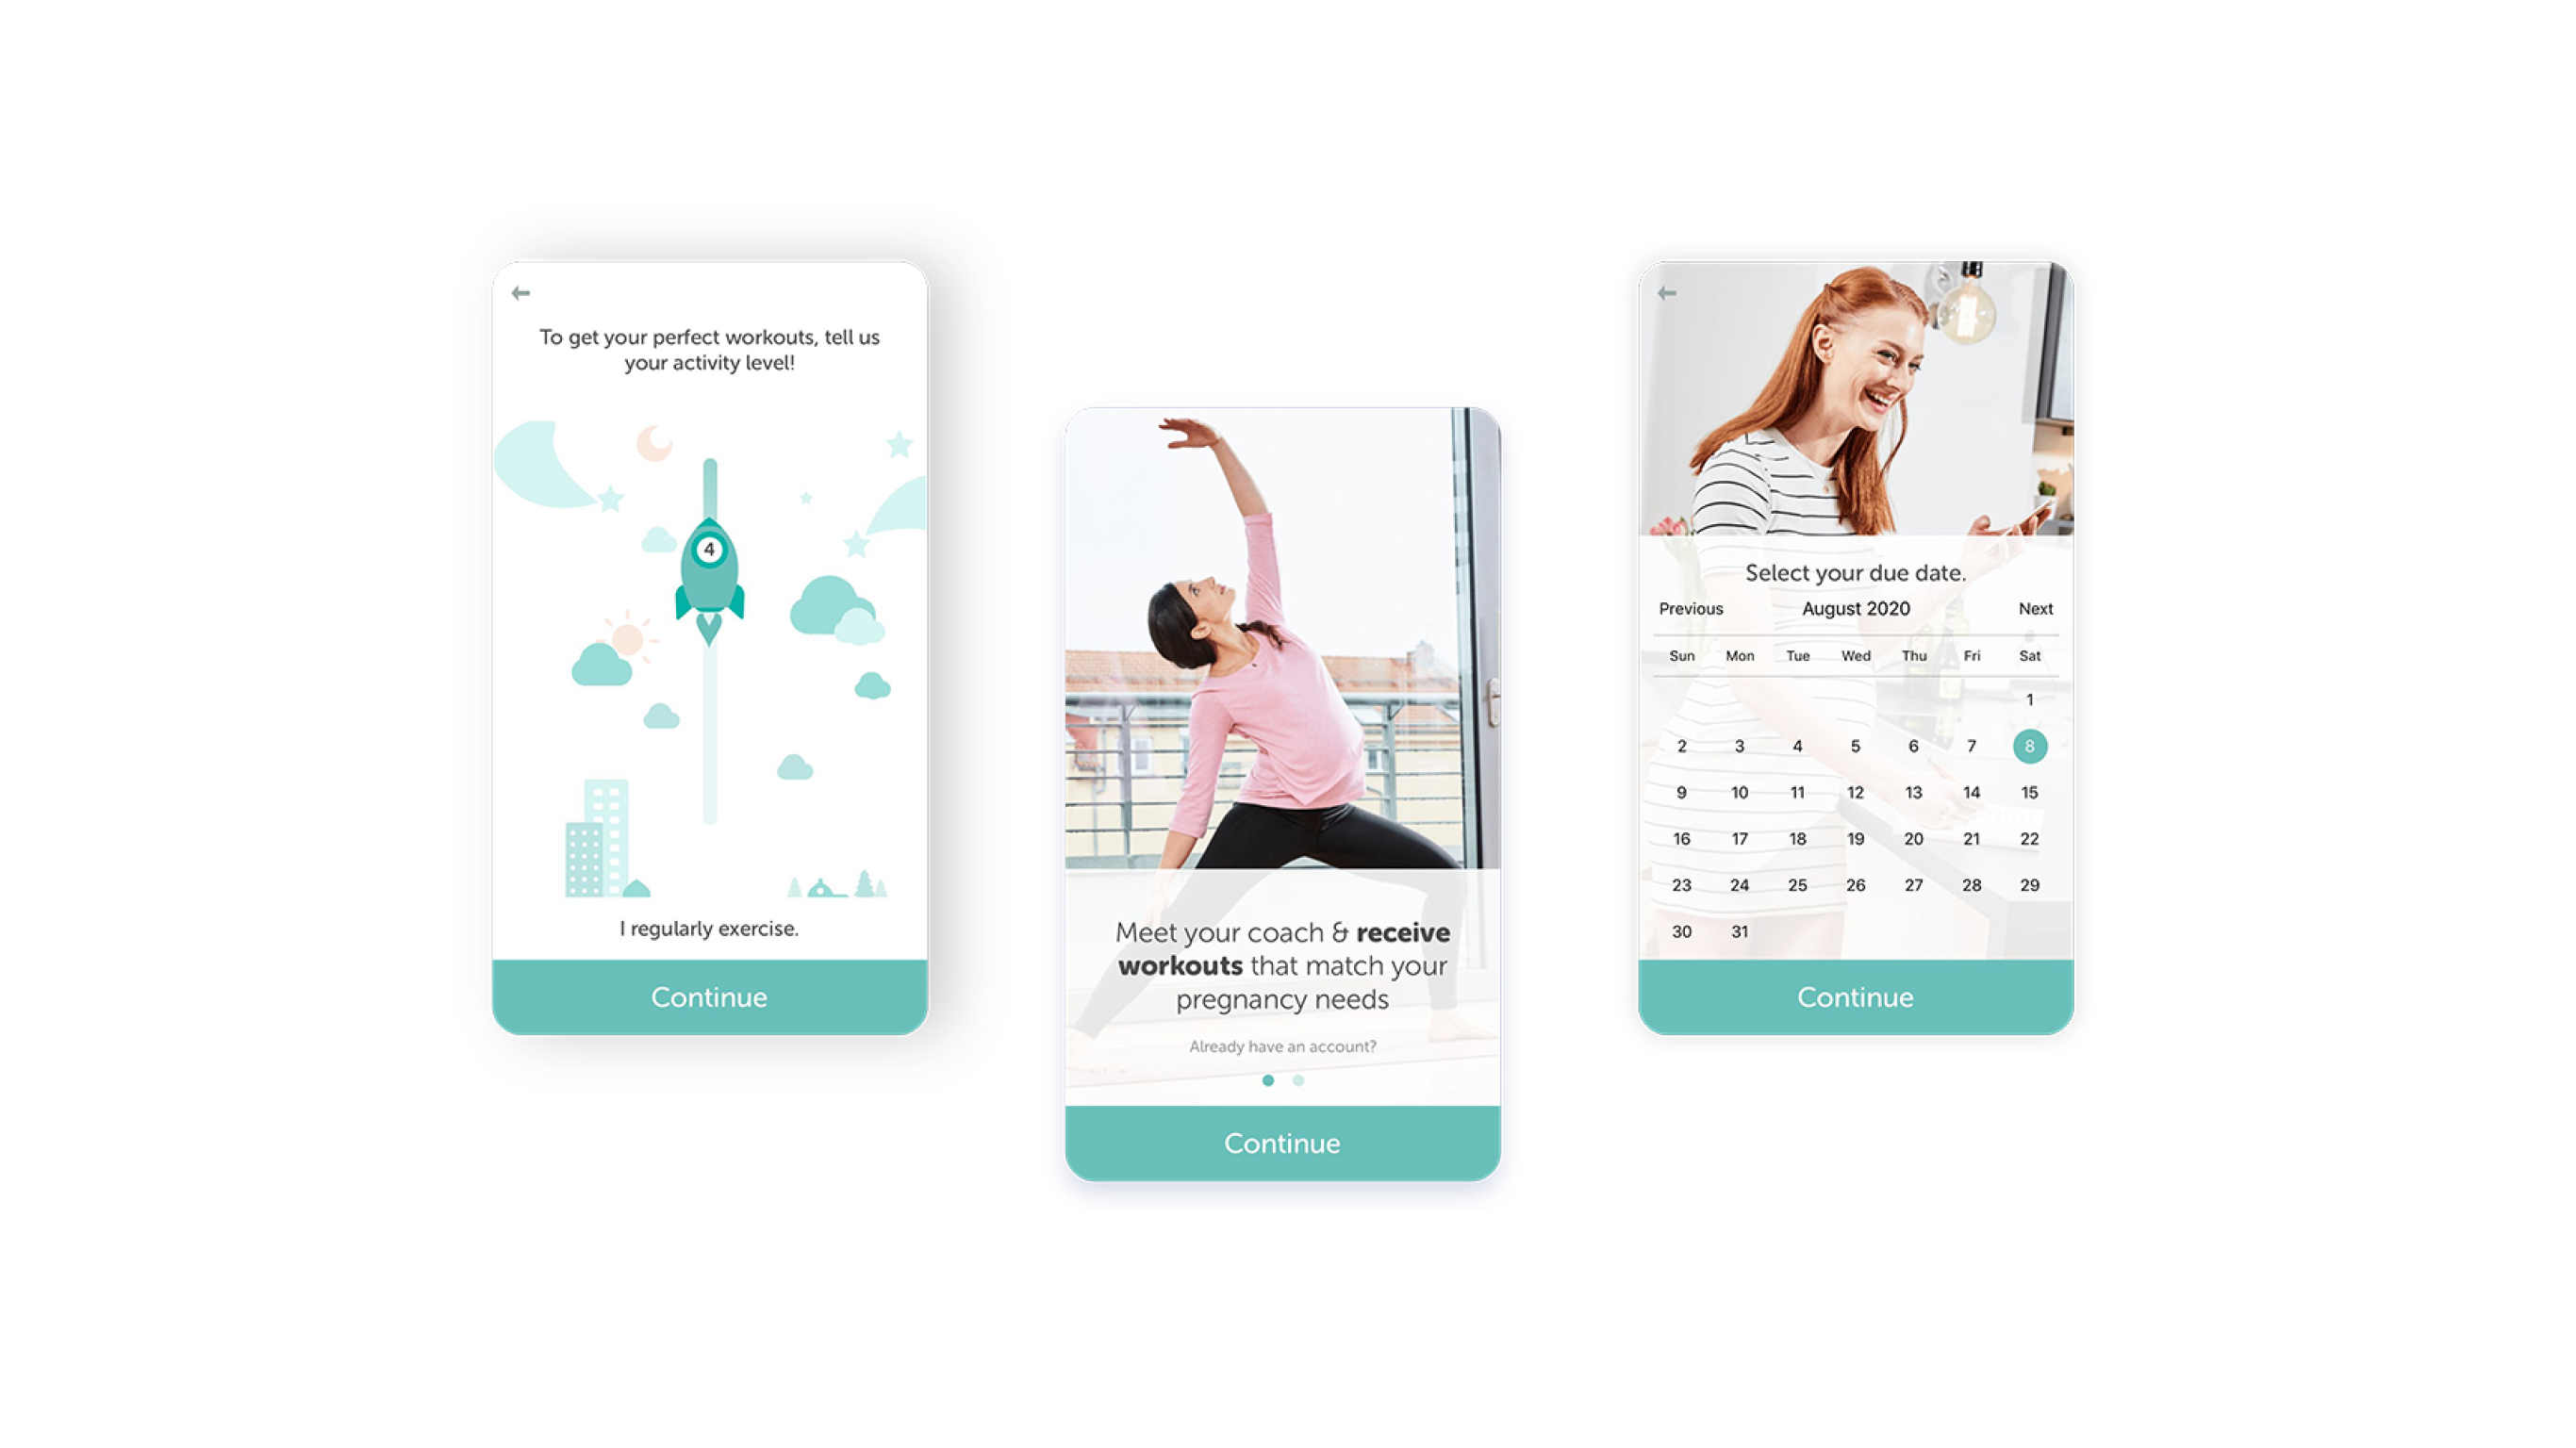 To get your perfect workouts, tell us
your activity level!
4
I regularly exercise.
Continue
Meet your coach & receive
workouts that match your
pregnancy needs
Already have an account?
Continue
Select your due date.
Previous August 2020 Next
Sun Mon Tue Wed Thu Fri Sat
1
2 3 4 5 6 7 8
9 10 11 12 13 14 15
16 17 18 19 20 21 22
23 24 25 26 27 28 29
30 31
Continue